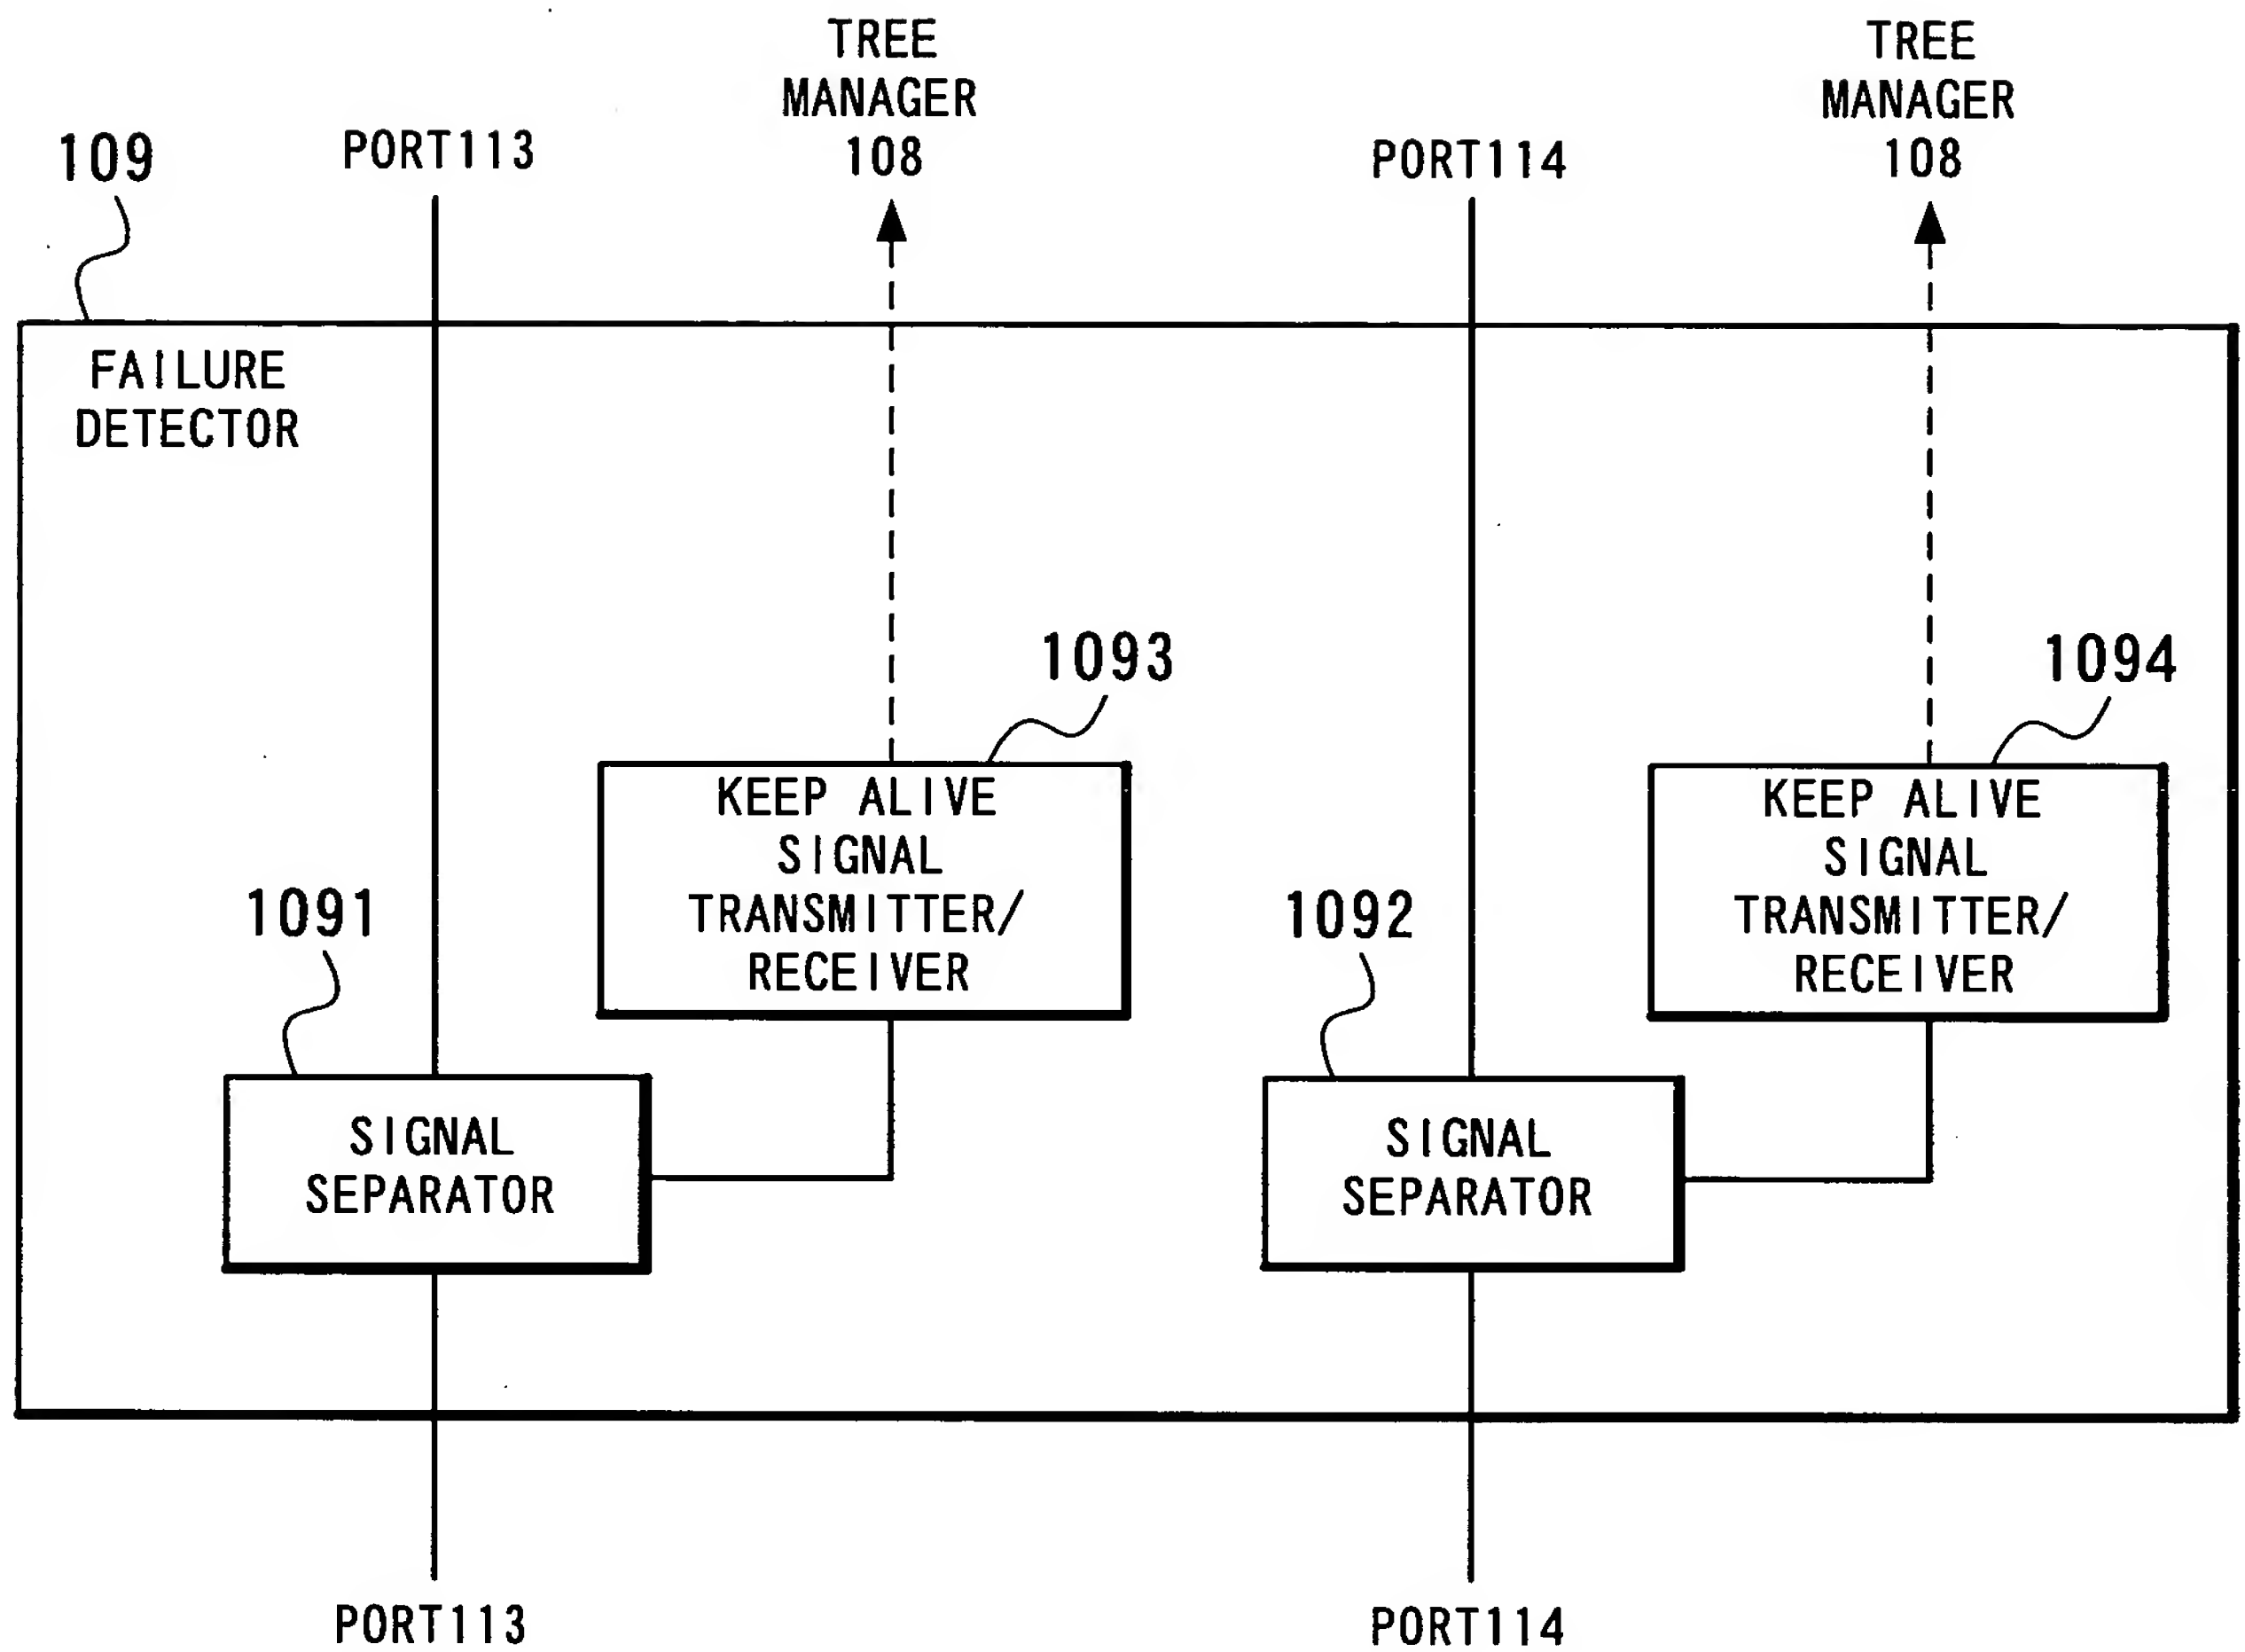 TREE
MANAGER
108
TREE
MANAGER
108
109
PORT113
PORT114
FAILURE
DETECTOR
1093
1094
KEEP ALIVE
SIGNAL
TRANSMITTER/
RECEIVER
KEEP ALIVE
SIGNAL
TRANSMITTER/
RECEIVER
1091
1092
SIGNAL
SEPARATOR
SIGNAL
SEPARATOR
PORT113
PORT114